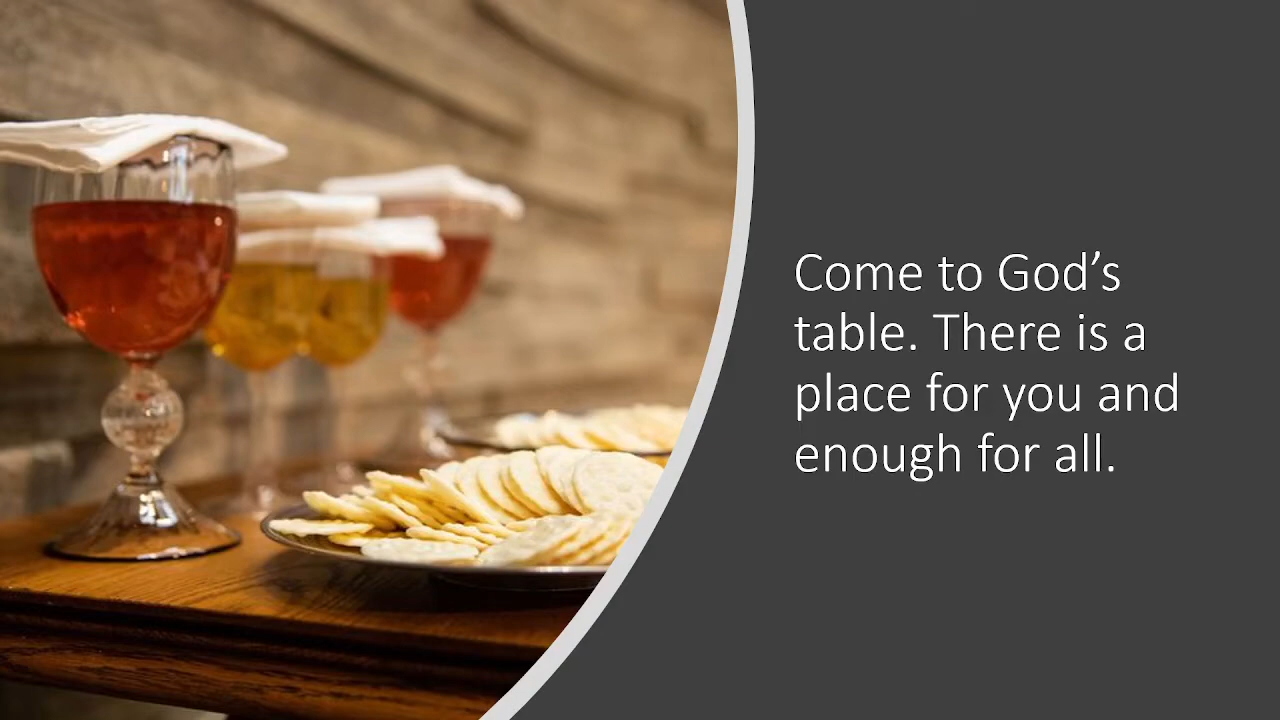 Come to God’s
table. There is a
place for you and
enough for all.